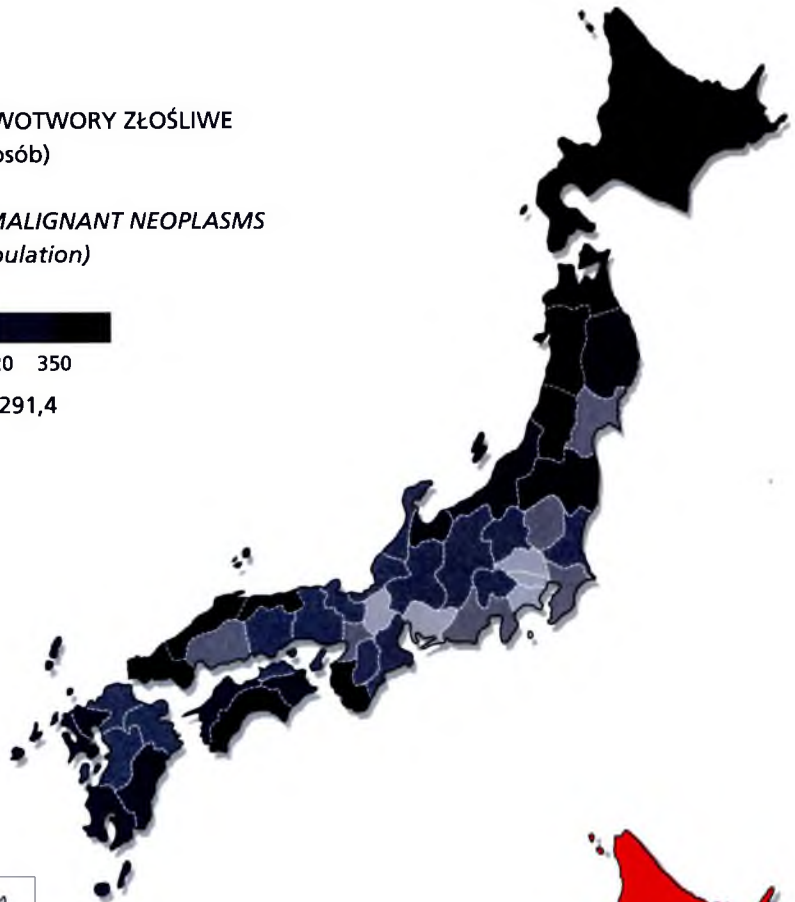 WOTWORY ZŁOŚLIWE
osób)
MALIGNANT NEOPLASMS
pulation)
20 350
291,4